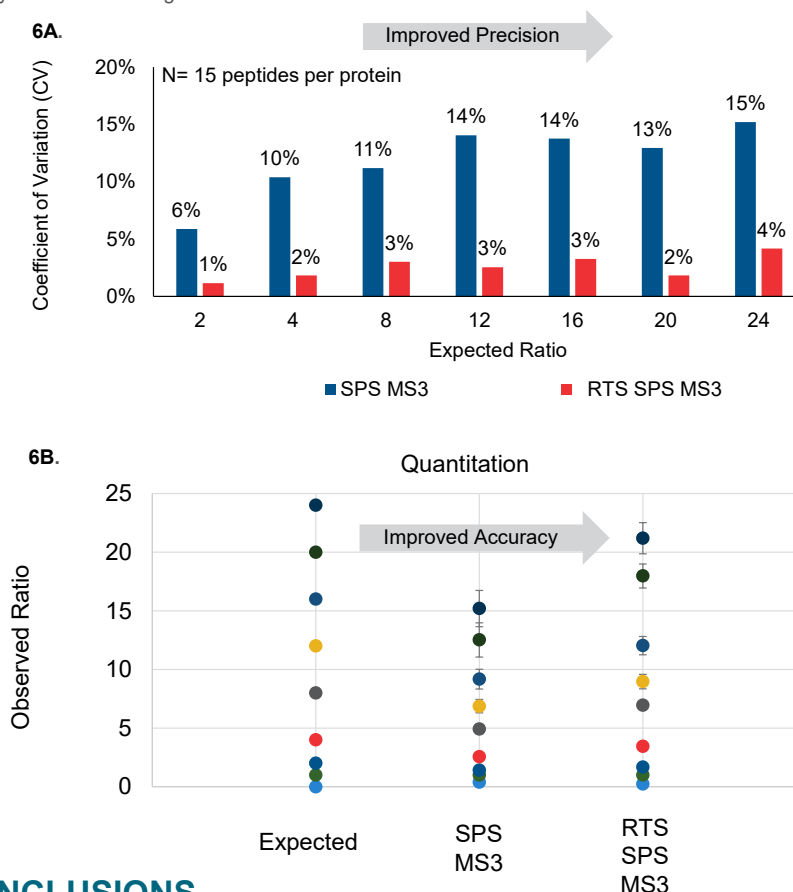 6A.
Improved Precision
N= 15 peptides per protein
Coefficient of Variation (CV)
20%
15%
10%
5%
0%
6%
1%
10%
2%
11%
3%
14%
3%
14%
3%
13%
2%
15%
4%
2 4 8 12 16 20 24
Expected Ratio
SPS MS3 RTS SPS MS3
6B.
Quantitation
Improved Accuracy
Observed Ratio
25
20
15
10
5
0
Expected
SPS
MS3
RTS
SPS
MS3
NCLUSIONS